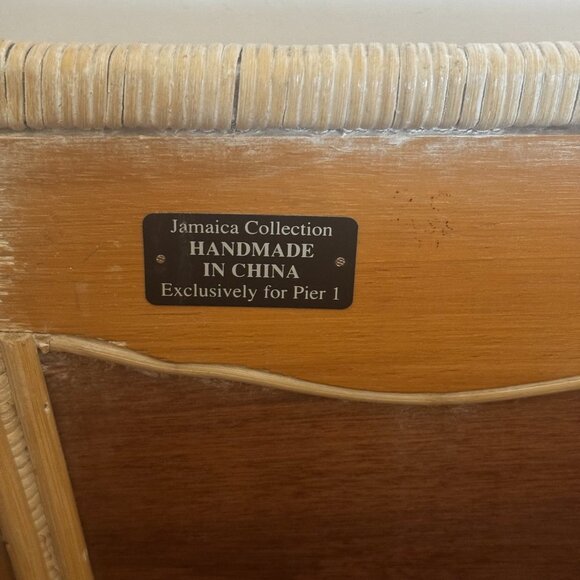 Jamaica Collection
HANDMADE
IN CHINA
Exclusively for Pier 1